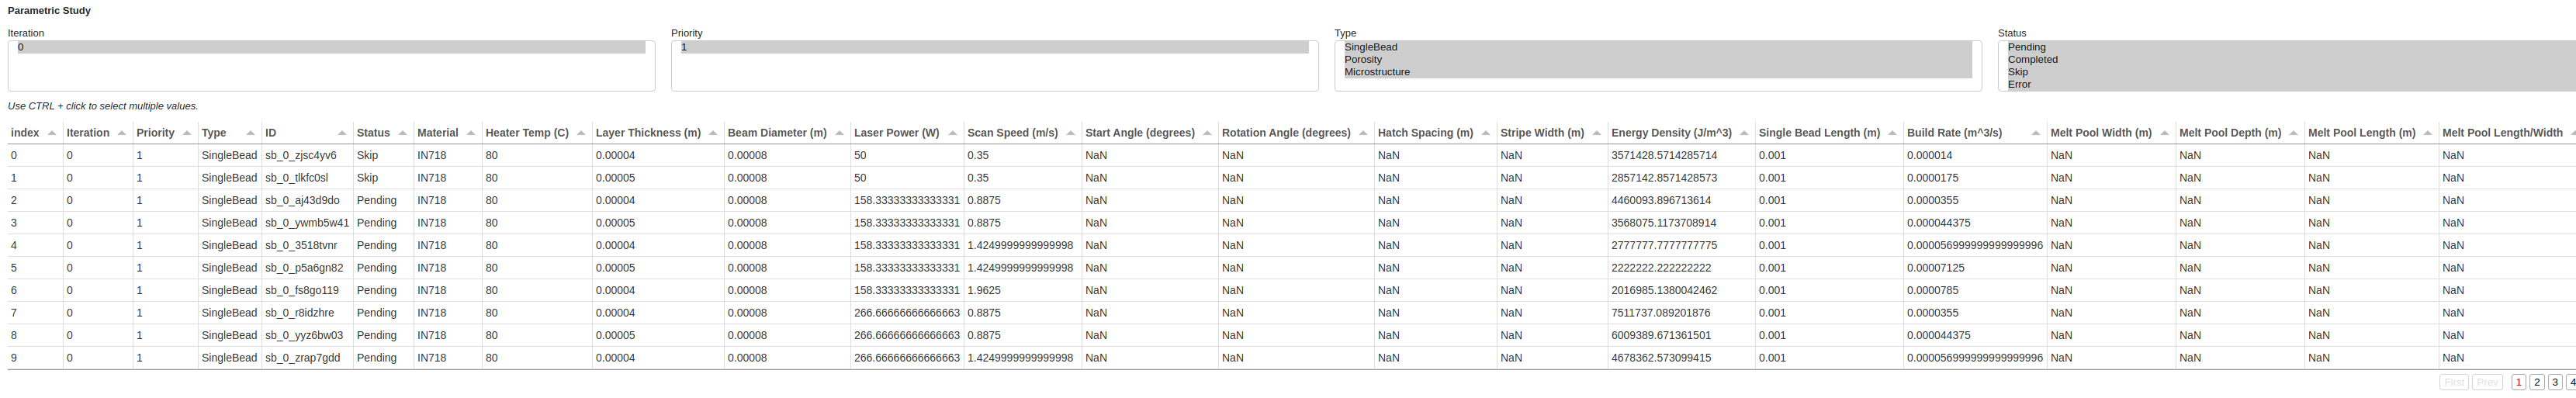 Parametric Study
Iteration Priority Type Status
0 1 SingleBead Pending
Porosity Completed
Microstructure Skip
Error
Use CTRL + click to select multiple values.
index Iteration Priority Type ID Status Material Heater Temp (C) Layer Thickness (m) Beam Diameter (m) Laser Power (W) Scan Speed (m/s) Start Angle (degrees) Rotation Angle (degrees) Hatch Spacing (m) Stripe Width (m) Energy Density (J/m^3) Single Bead Length (m) Build Rate (m^3/s) Melt Pool Width (m) Melt Pool Depth (m) Melt Pool Length (m) Melt Pool Length/Width
0 0 1 SingleBead sb_0_zjsc4yv6 Skip IN718 80 0.00004 0.00008 50 0.35 NaN NaN NaN NaN 3571428.5714285714 0.001 0.000014 NaN NaN NaN NaN
1 0 1 SingleBead sb_0_tlkfc0sl Skip IN718 80 0.00005 0.00008 50 0.35 NaN NaN NaN NaN 2857142.8571428573 0.001 0.0000175 NaN NaN NaN NaN
2 0 1 SingleBead sb_0_aj43d9do Pending IN718 80 0.00004 0.00008 158.33333333333331 0.8875 NaN NaN NaN NaN 4460093.896713614 0.001 0.0000355 NaN NaN NaN NaN
3 0 1 SingleBead sb_0_ywmb5w41 Pending IN718 80 0.00005 0.00008 158.33333333333331 0.8875 NaN NaN NaN NaN 3568075.1173708914 0.001 0.000044375 NaN NaN NaN NaN
4 0 1 SingleBead sb_0_3518tvnr Pending IN718 80 0.00004 0.00008 158.33333333333331 1.4249999999999998 NaN NaN NaN NaN 2777777.7777777775 0.001 0.000056999999999999996 NaN NaN NaN NaN
5 0 1 SingleBead sb_0_p5a6gn82 Pending IN718 80 0.00005 0.00008 158.33333333333331 1.4249999999999998 NaN NaN NaN NaN 2222222.222222222 0.001 0.00007125 NaN NaN NaN NaN
6 0 1 SingleBead sb_0_fs8go119 Pending IN718 80 0.00004 0.00008 158.33333333333331 1.9625 NaN NaN NaN NaN 2016985.1380042462 0.001 0.0000785 NaN NaN NaN NaN
7 0 1 SingleBead sb_0_r8idzhre Pending IN718 80 0.00004 0.00008 266.66666666666663 0.8875 NaN NaN NaN NaN 7511737.089201876 0.001 0.0000355 NaN NaN NaN NaN
8 0 1 SingleBead sb_0_yyz6bw03 Pending IN718 80 0.00005 0.00008 266.66666666666663 0.8875 NaN NaN NaN NaN 6009389.671361501 0.001 0.000044375 NaN NaN NaN NaN
9 0 1 SingleBead sb_0_zrap7gdd Pending IN718 80 0.00004 0.00008 266.66666666666663 1.4249999999999998 NaN NaN NaN NaN 4678362.573099415 0.001 0.000056999999999999996 NaN NaN NaN NaN
First Prev 1 2 3 4